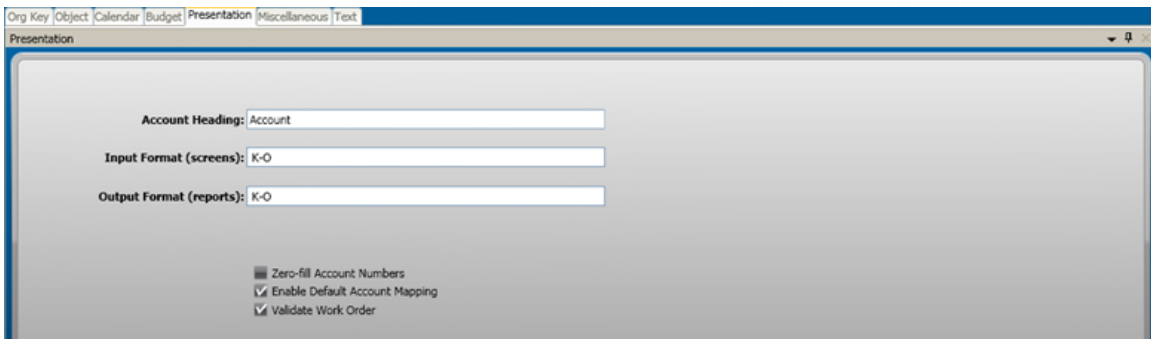 Org Key Object Calendar Budget Presentation Miscellaneous Text
Presentation
Account Heading: Account
Input Format (screens): K-O
Output Format (reports): K-O
Zero-fill Account Numbers
Enable Default Account Mapping
Validate Work Order